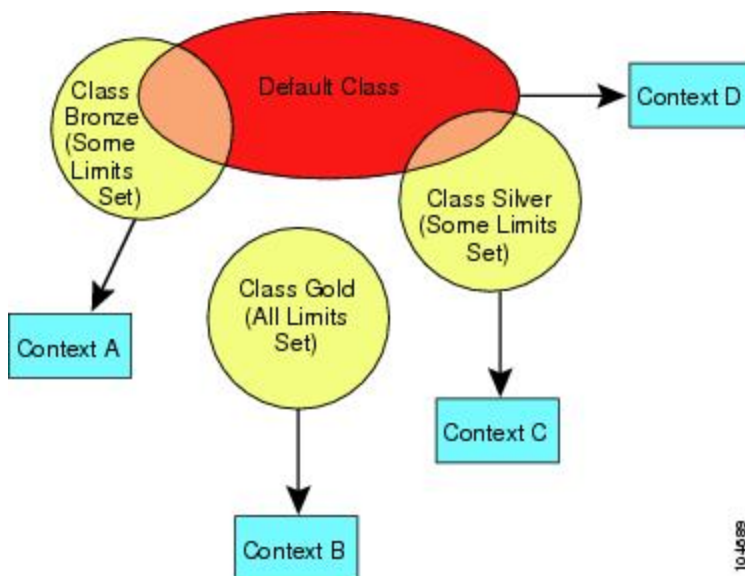 Default Class
Class
Bronze
(Some
Limits
Set)
Context D
Class Silver
(Some Limits
Set)
Class Gold
(All Limits
Set)
Context A
Context C
Context B
104689